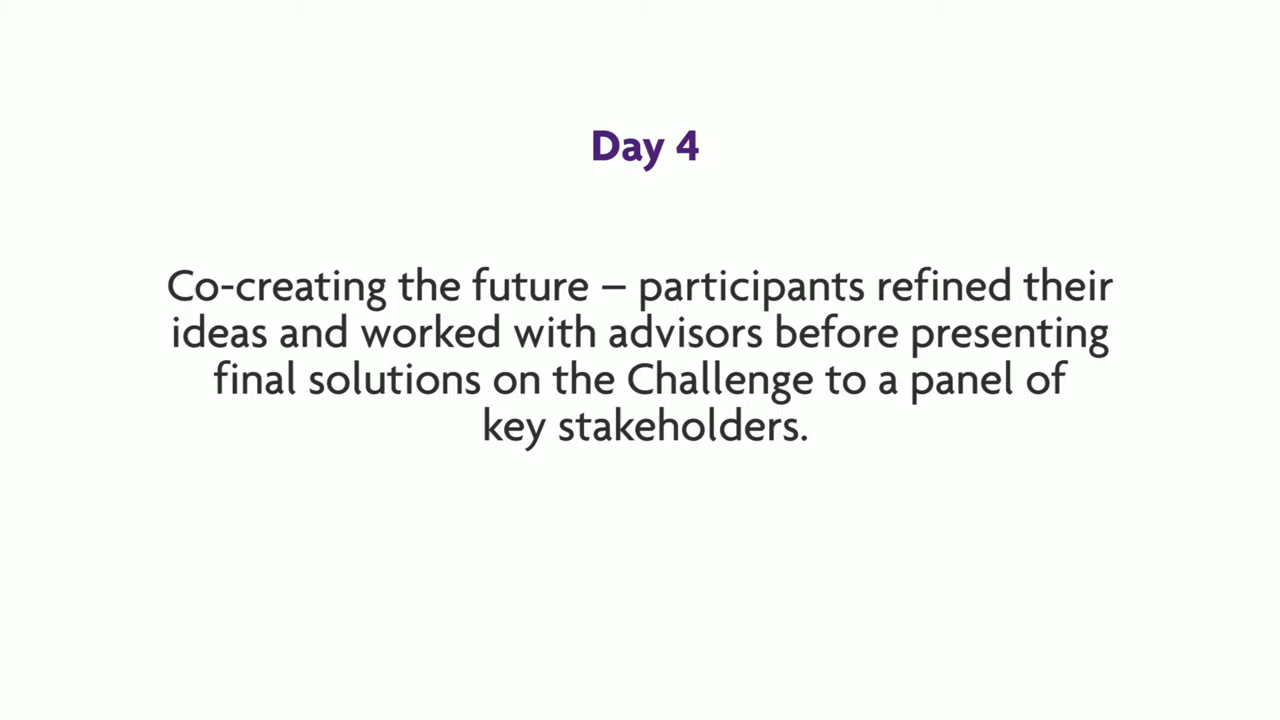 Day 4
Co-creating the future – participants refined their
ideas and worked with advisors before presenting
final solutions on the Challenge to a panel of
key stakeholders.